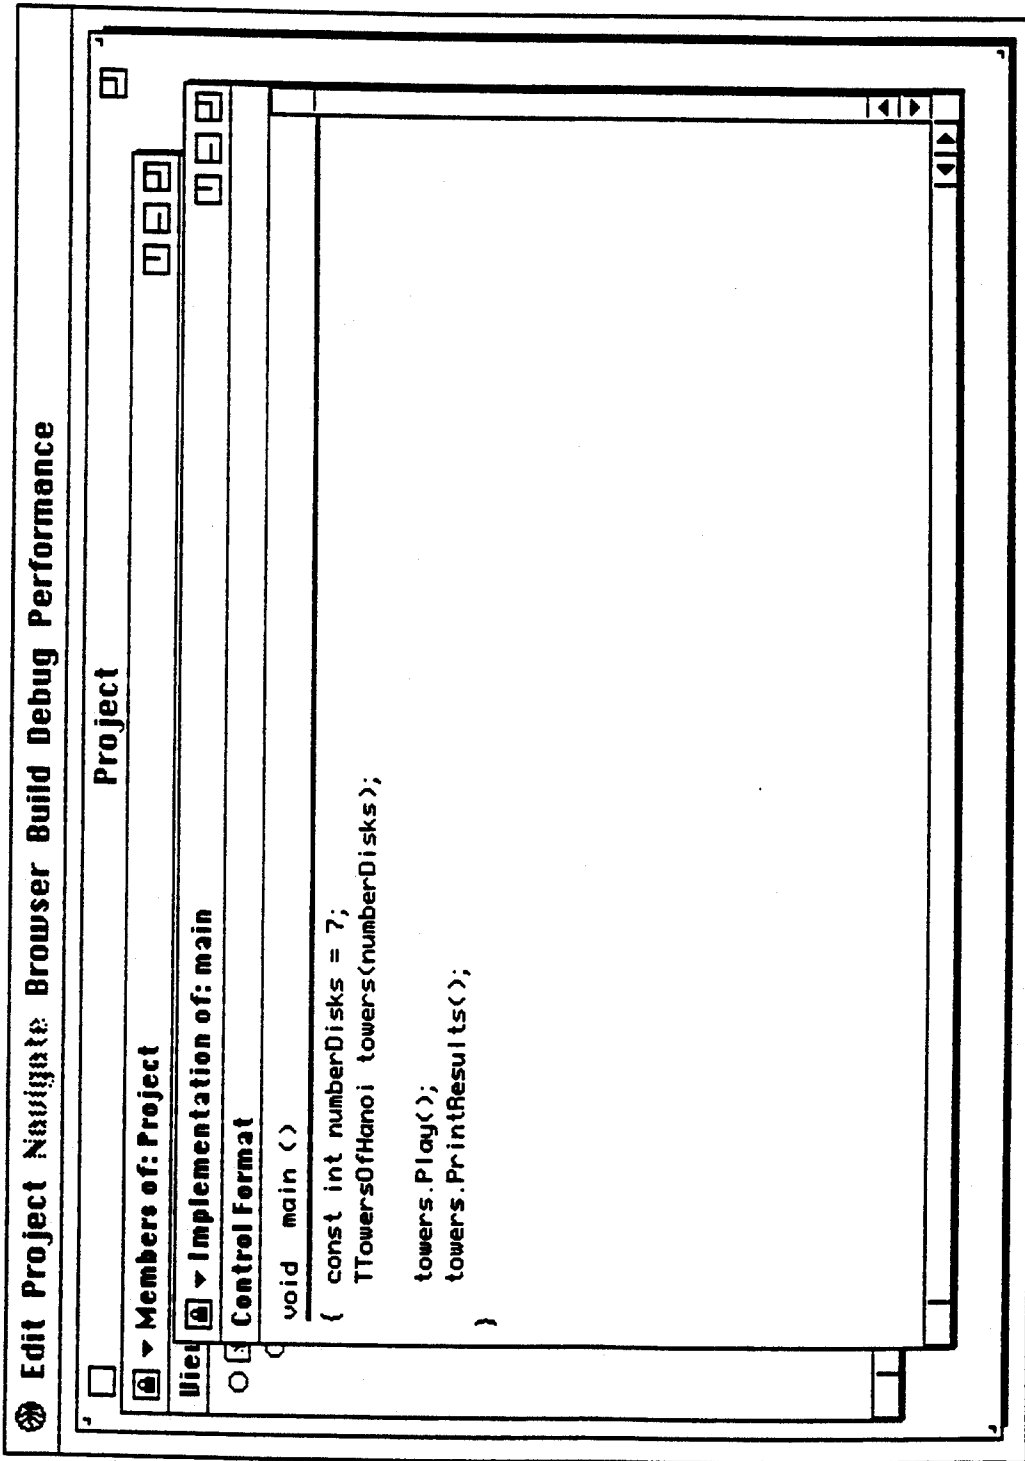 Edit Project Navigate Browser Build Debug Performance
Project
Members of: Project
Implementation of: main
Control Format
void main ()
{ const int numberDisks = 7;
TTowersOfHanoi towers(numberDisks);
towers.Play();
towers.PrintResults();
}